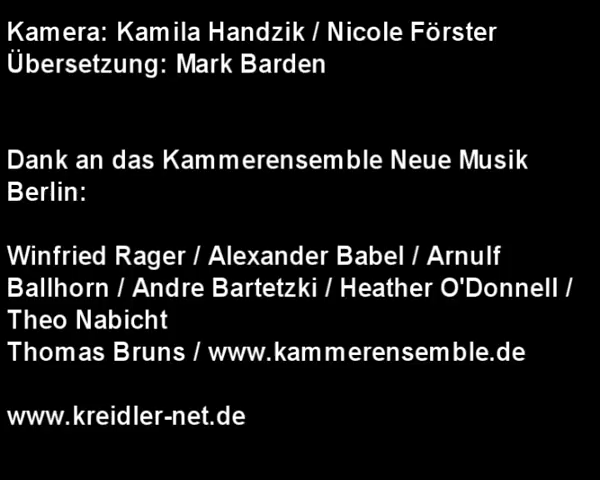 Kamera: Kamila Handzik / Nicole Förster
Übersetzung: Mark Barden
Dank an das Kammerensemble Neue Musik
Berlin:
Winfried Rager / Alexander Babel / Arnulf
Ballhorn / Andre Bartetzki / Heather O'Donnell /
Theo Nabicht
Thomas Bruns / www.kammerensemble.de
www.kreidler-net.de